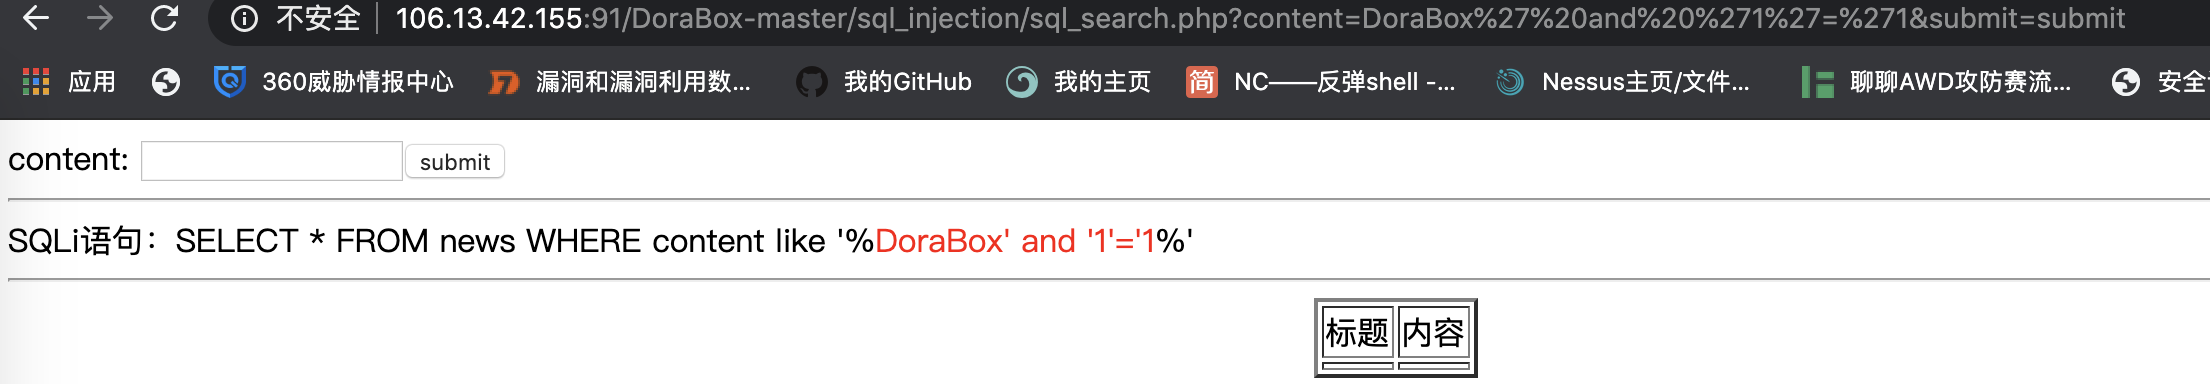 不安全 106.13.42.155:91/DoraBox-master/sql_injection/sql_search.php?content=DoraBox%27%20and%20%271%27=%271&submit=submit
应用 360威胁情报中心 漏洞和漏洞利用数... 我的GitHub 我的主页 简 NC——反弹shell -... Nessus主页/文件... 聊聊AWD攻防赛流... 安全
content: submit
SQLi语句：SELECT * FROM news WHERE content like '%DoraBox' and '1'='1%'
标题 内容